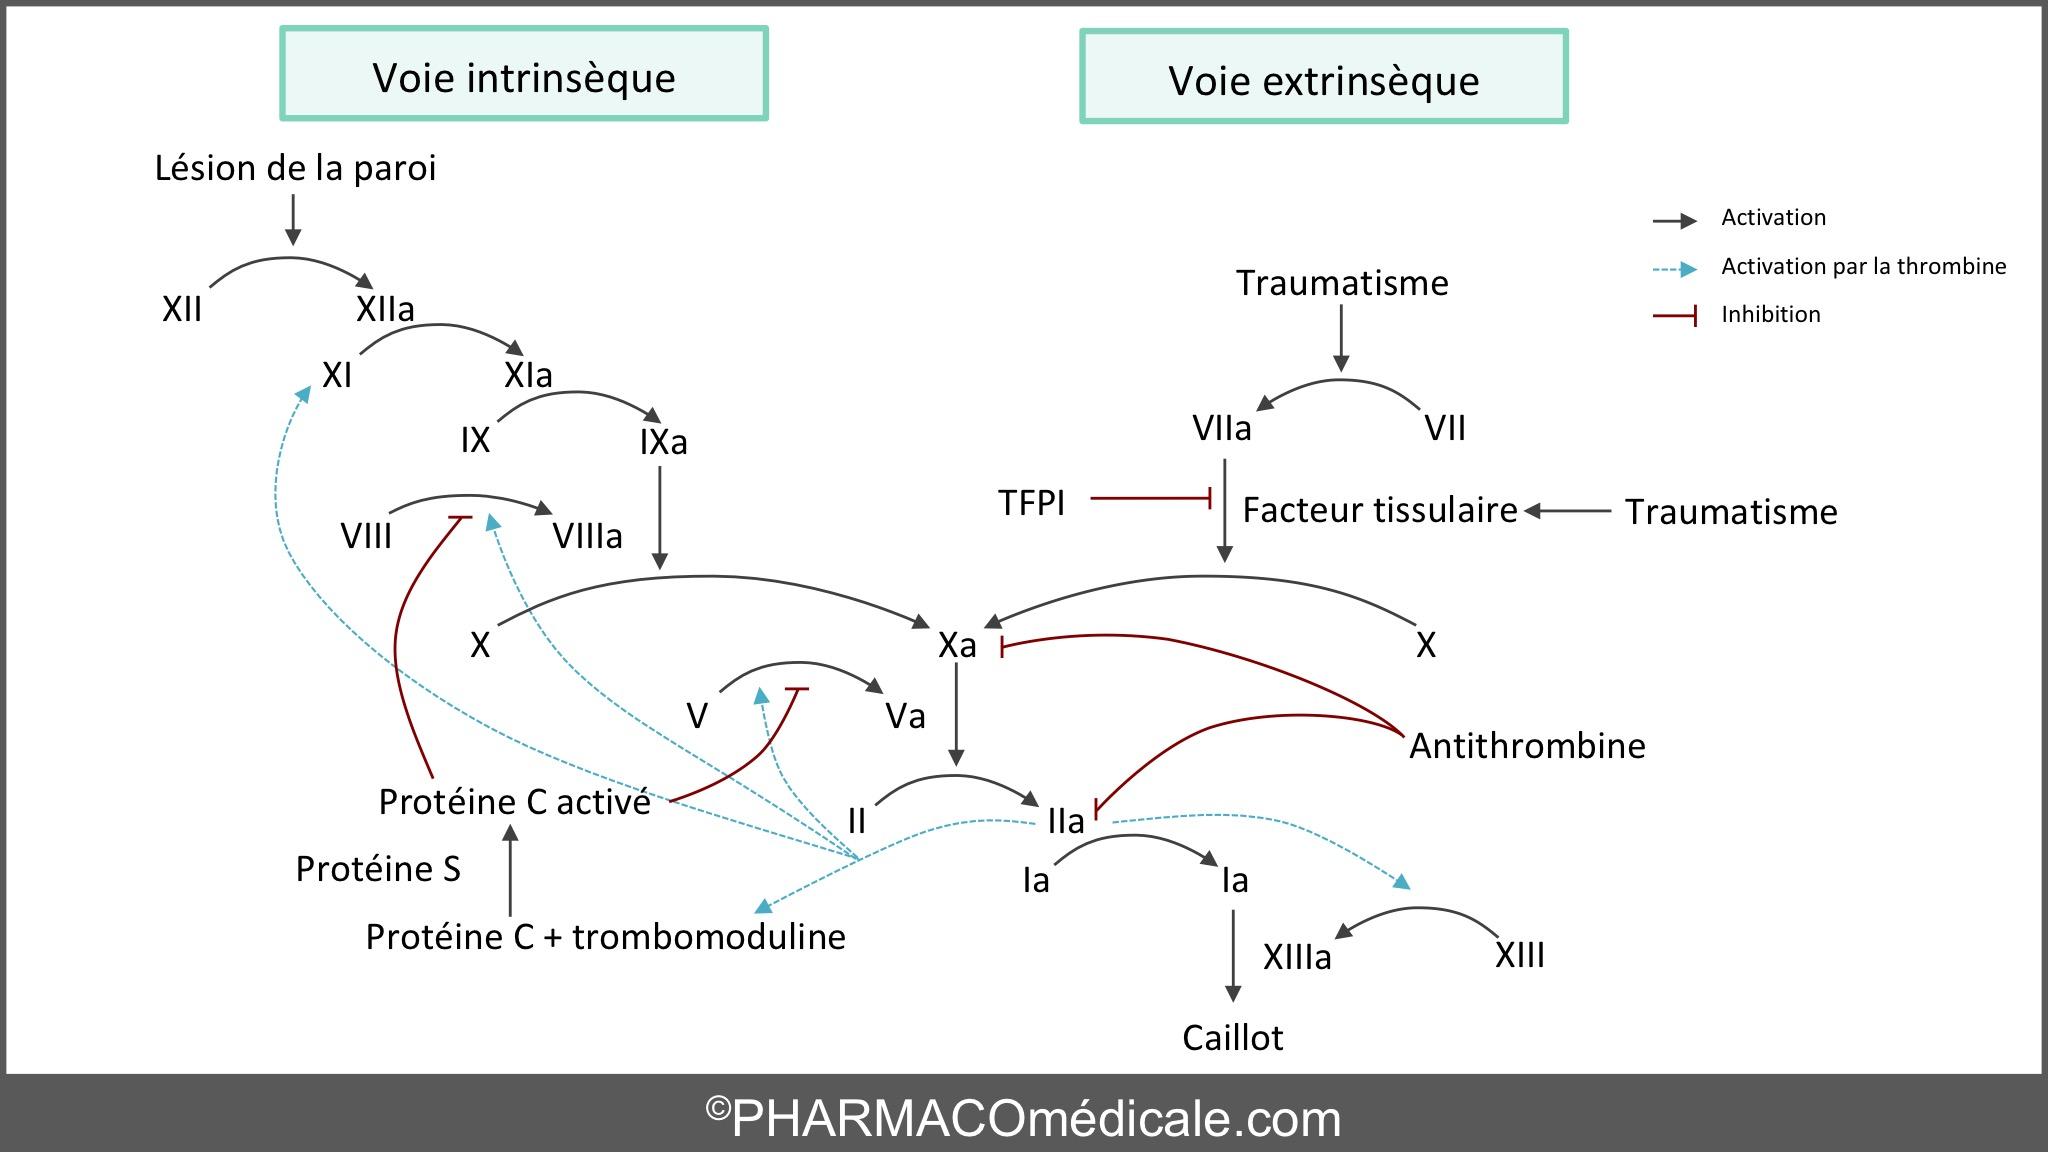 Voie intrinsèque
Voie extrinsèque
Lésion de la paroi
Activation
Activation par la thrombine
Inhibition
Traumatisme
XII
XIIa
XI
XIa
IX
IXa
VIIa
VII
TFPI
Facteur tissulaire
Traumatisme
VIII
VIIIa
X
Xa
X
V
Va
Antithrombine
Protéine C activé
II
IIa
Protéine S
Ia
Ia
Protéine C + trombomoduline
XIIIa
XIII
Caillot
©PHARMACOmédicale.com